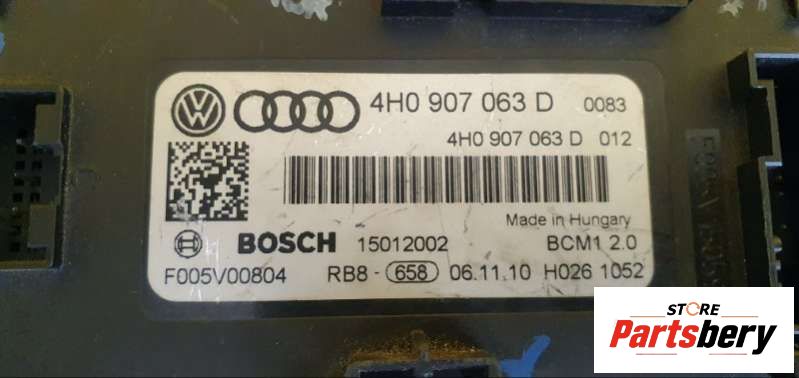 4H0 907 063 D 0083
4H0 907 063 D 012
Made in Hungary
BOSCH 15012002 BCM1 2.0
F005V00804 RB8- 658 06.11.10 H026 1052
STORE
Partsbery